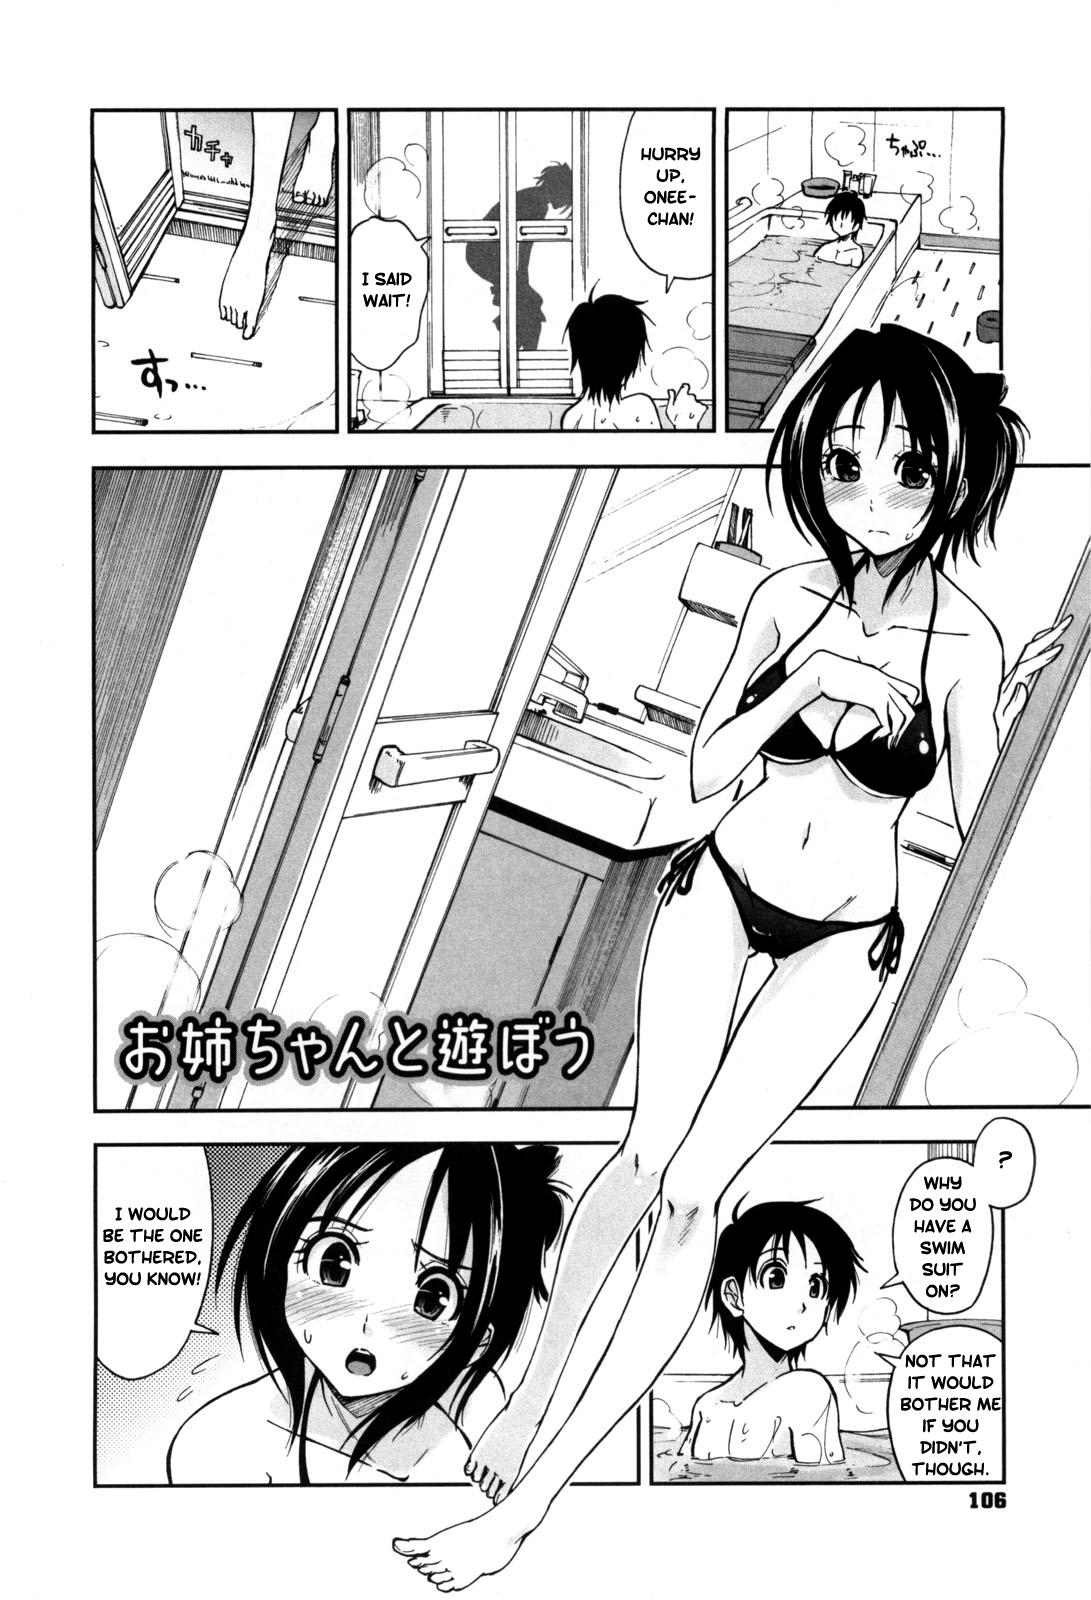 ちゃぷ…
HURRY
UP,
ONEE-
CHAN!
I SAID
WAIT!
カチャ
すっ…
お姉ちゃんと遊ぼう
?
WHY
DO YOU
HAVE A
SWIM
SUIT
ON?
NOT THAT
IT WOULD
BOTHER ME
IF YOU
DIDN'T,
THOUGH.
I WOULD
BE THE ONE
BOTHERED,
YOU KNOW!
106